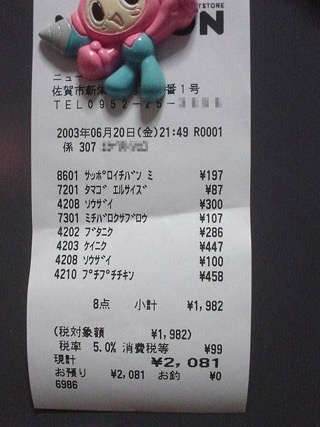 TSTORE
ON
ニュー
佐賀市新栄 番1号
TEL0952-25-
2003年06月20日(金)21:49 R0001
係 307
8601 サッポロイチバン ミ ¥197
7201 タマゴ エルサイズ ¥87
4208 ソウザイ ¥300
7301 ミチバロクサブロウ ¥107
4202 ブタニク ¥286
4203 ケイニク ¥447
4208 ソウザイ ¥100
4210 プチプチチキン ¥458
8点 小計 ¥1,982
(税対象額 ¥1,982)
税率 5.0% 消費税等 ¥99
現計 ¥2,081
お預り ¥2,081 お釣 ¥0
6986